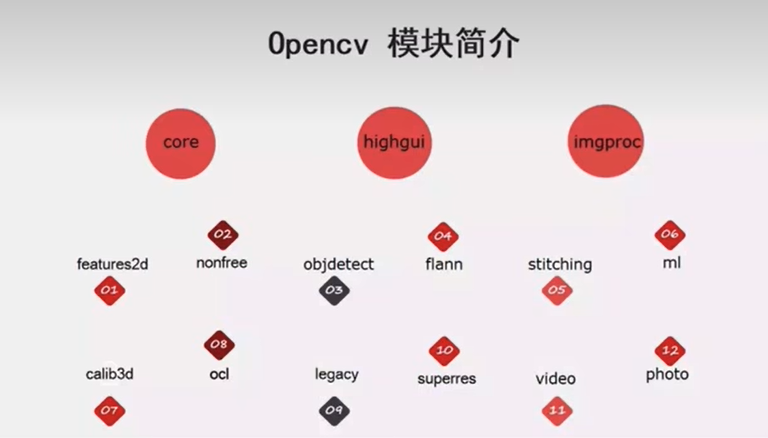 Opencv 模块简介
core highgui imgproc
02 04 06
features2d nonfree objdetect flann stitching ml
01 03 05
08 10 12
calib3d ocl legacy superres video photo
07 09 11